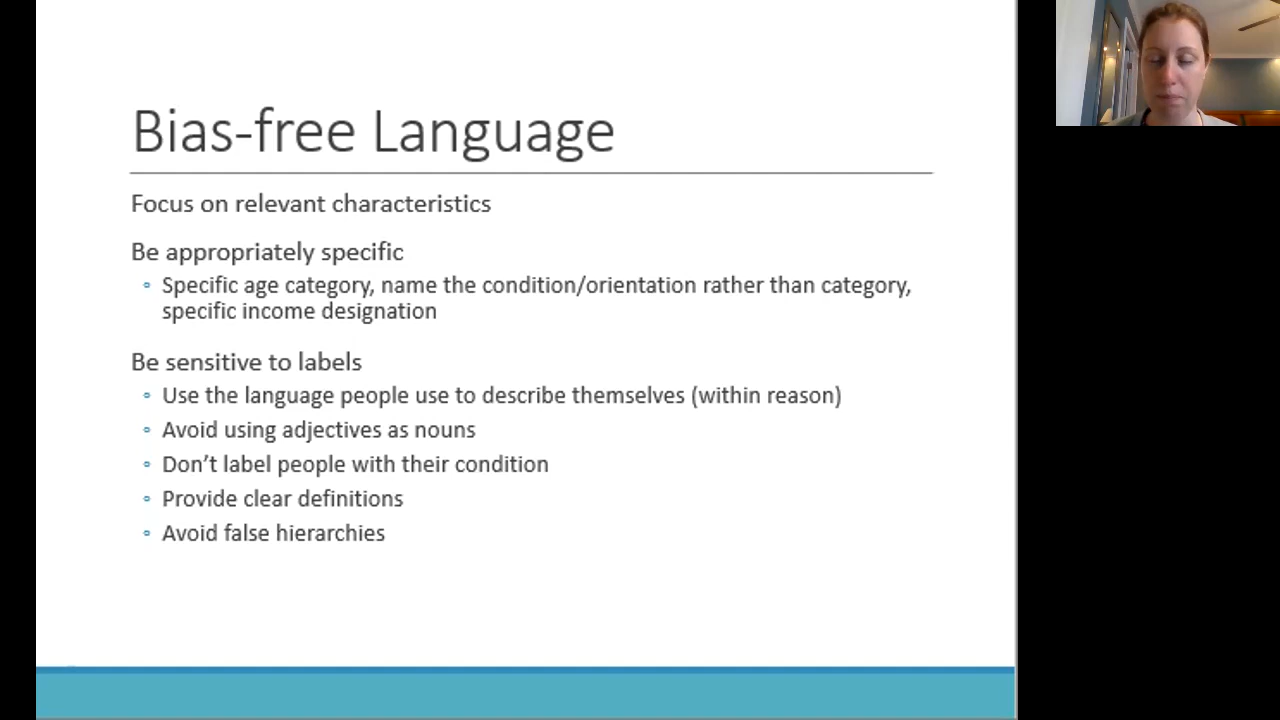 Bias-free Language
Focus on relevant characteristics
Be appropriately specific
◦ Specific age category, name the condition/orientation rather than category,
specific income designation
Be sensitive to labels
◦ Use the language people use to describe themselves (within reason)
◦ Avoid using adjectives as nouns
◦ Don’t label people with their condition
◦ Provide clear definitions
◦ Avoid false hierarchies